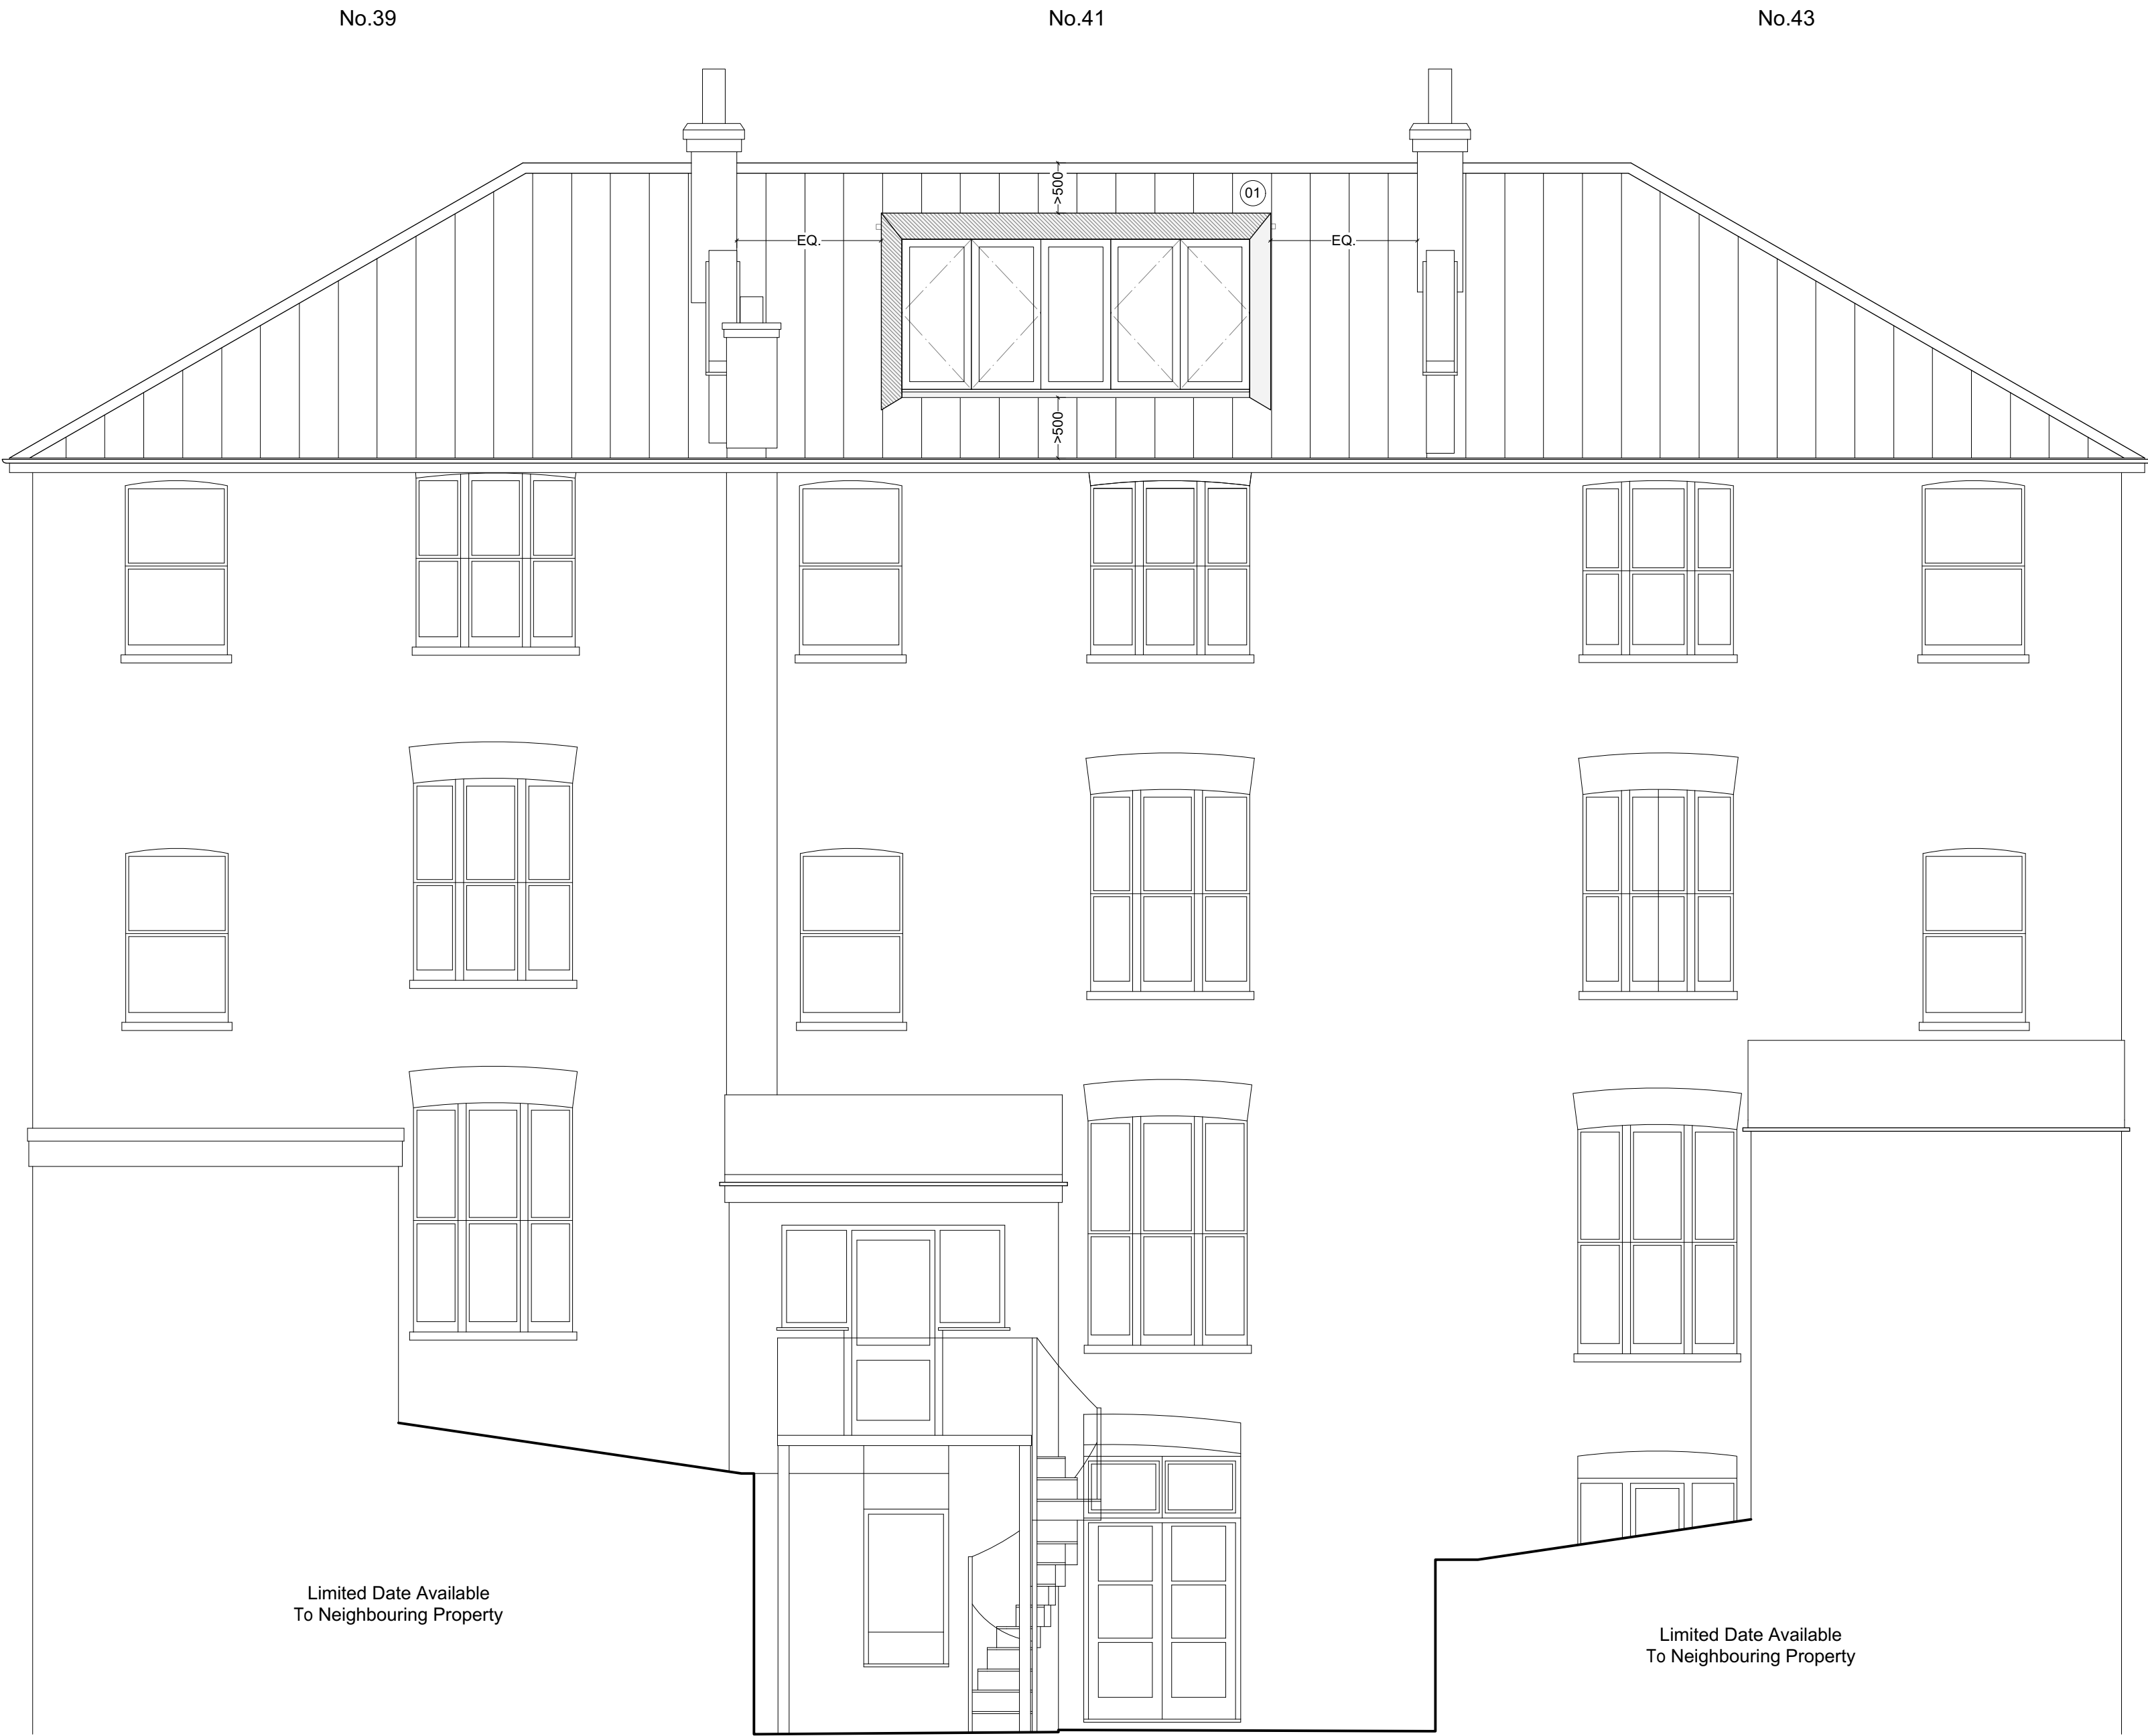 No.39
No.41
No.43
>500
01
EQ.
EQ.
>500
Limited Date Available
To Neighbouring Property
Limited Date Available
To Neighbouring Property